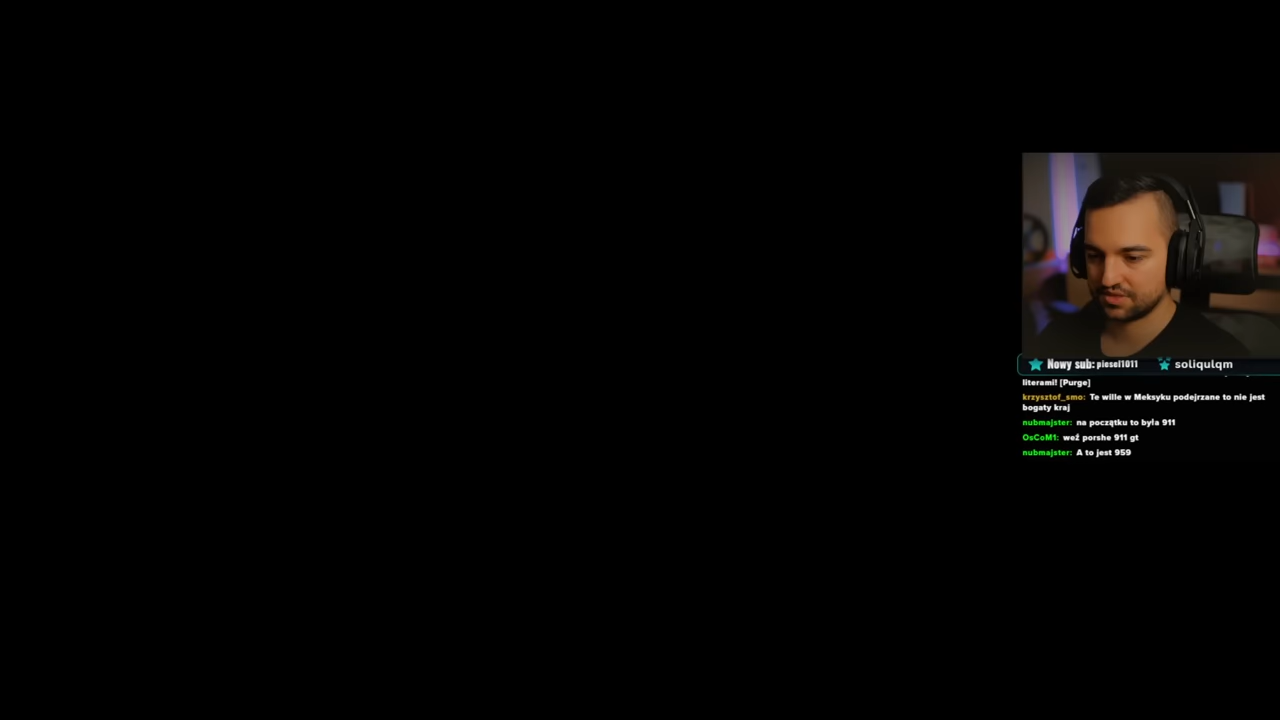 Nowy sub: piesel1011 soliqulqm
literami! [Purge]
krzysztof_smo: Te wille w Meksyku podejrzane to nie jest
bogaty kraj
nubmajster: na początku to była 911
OsCoM1: weź porshe 911 gt
nubmajster: A to jest 959